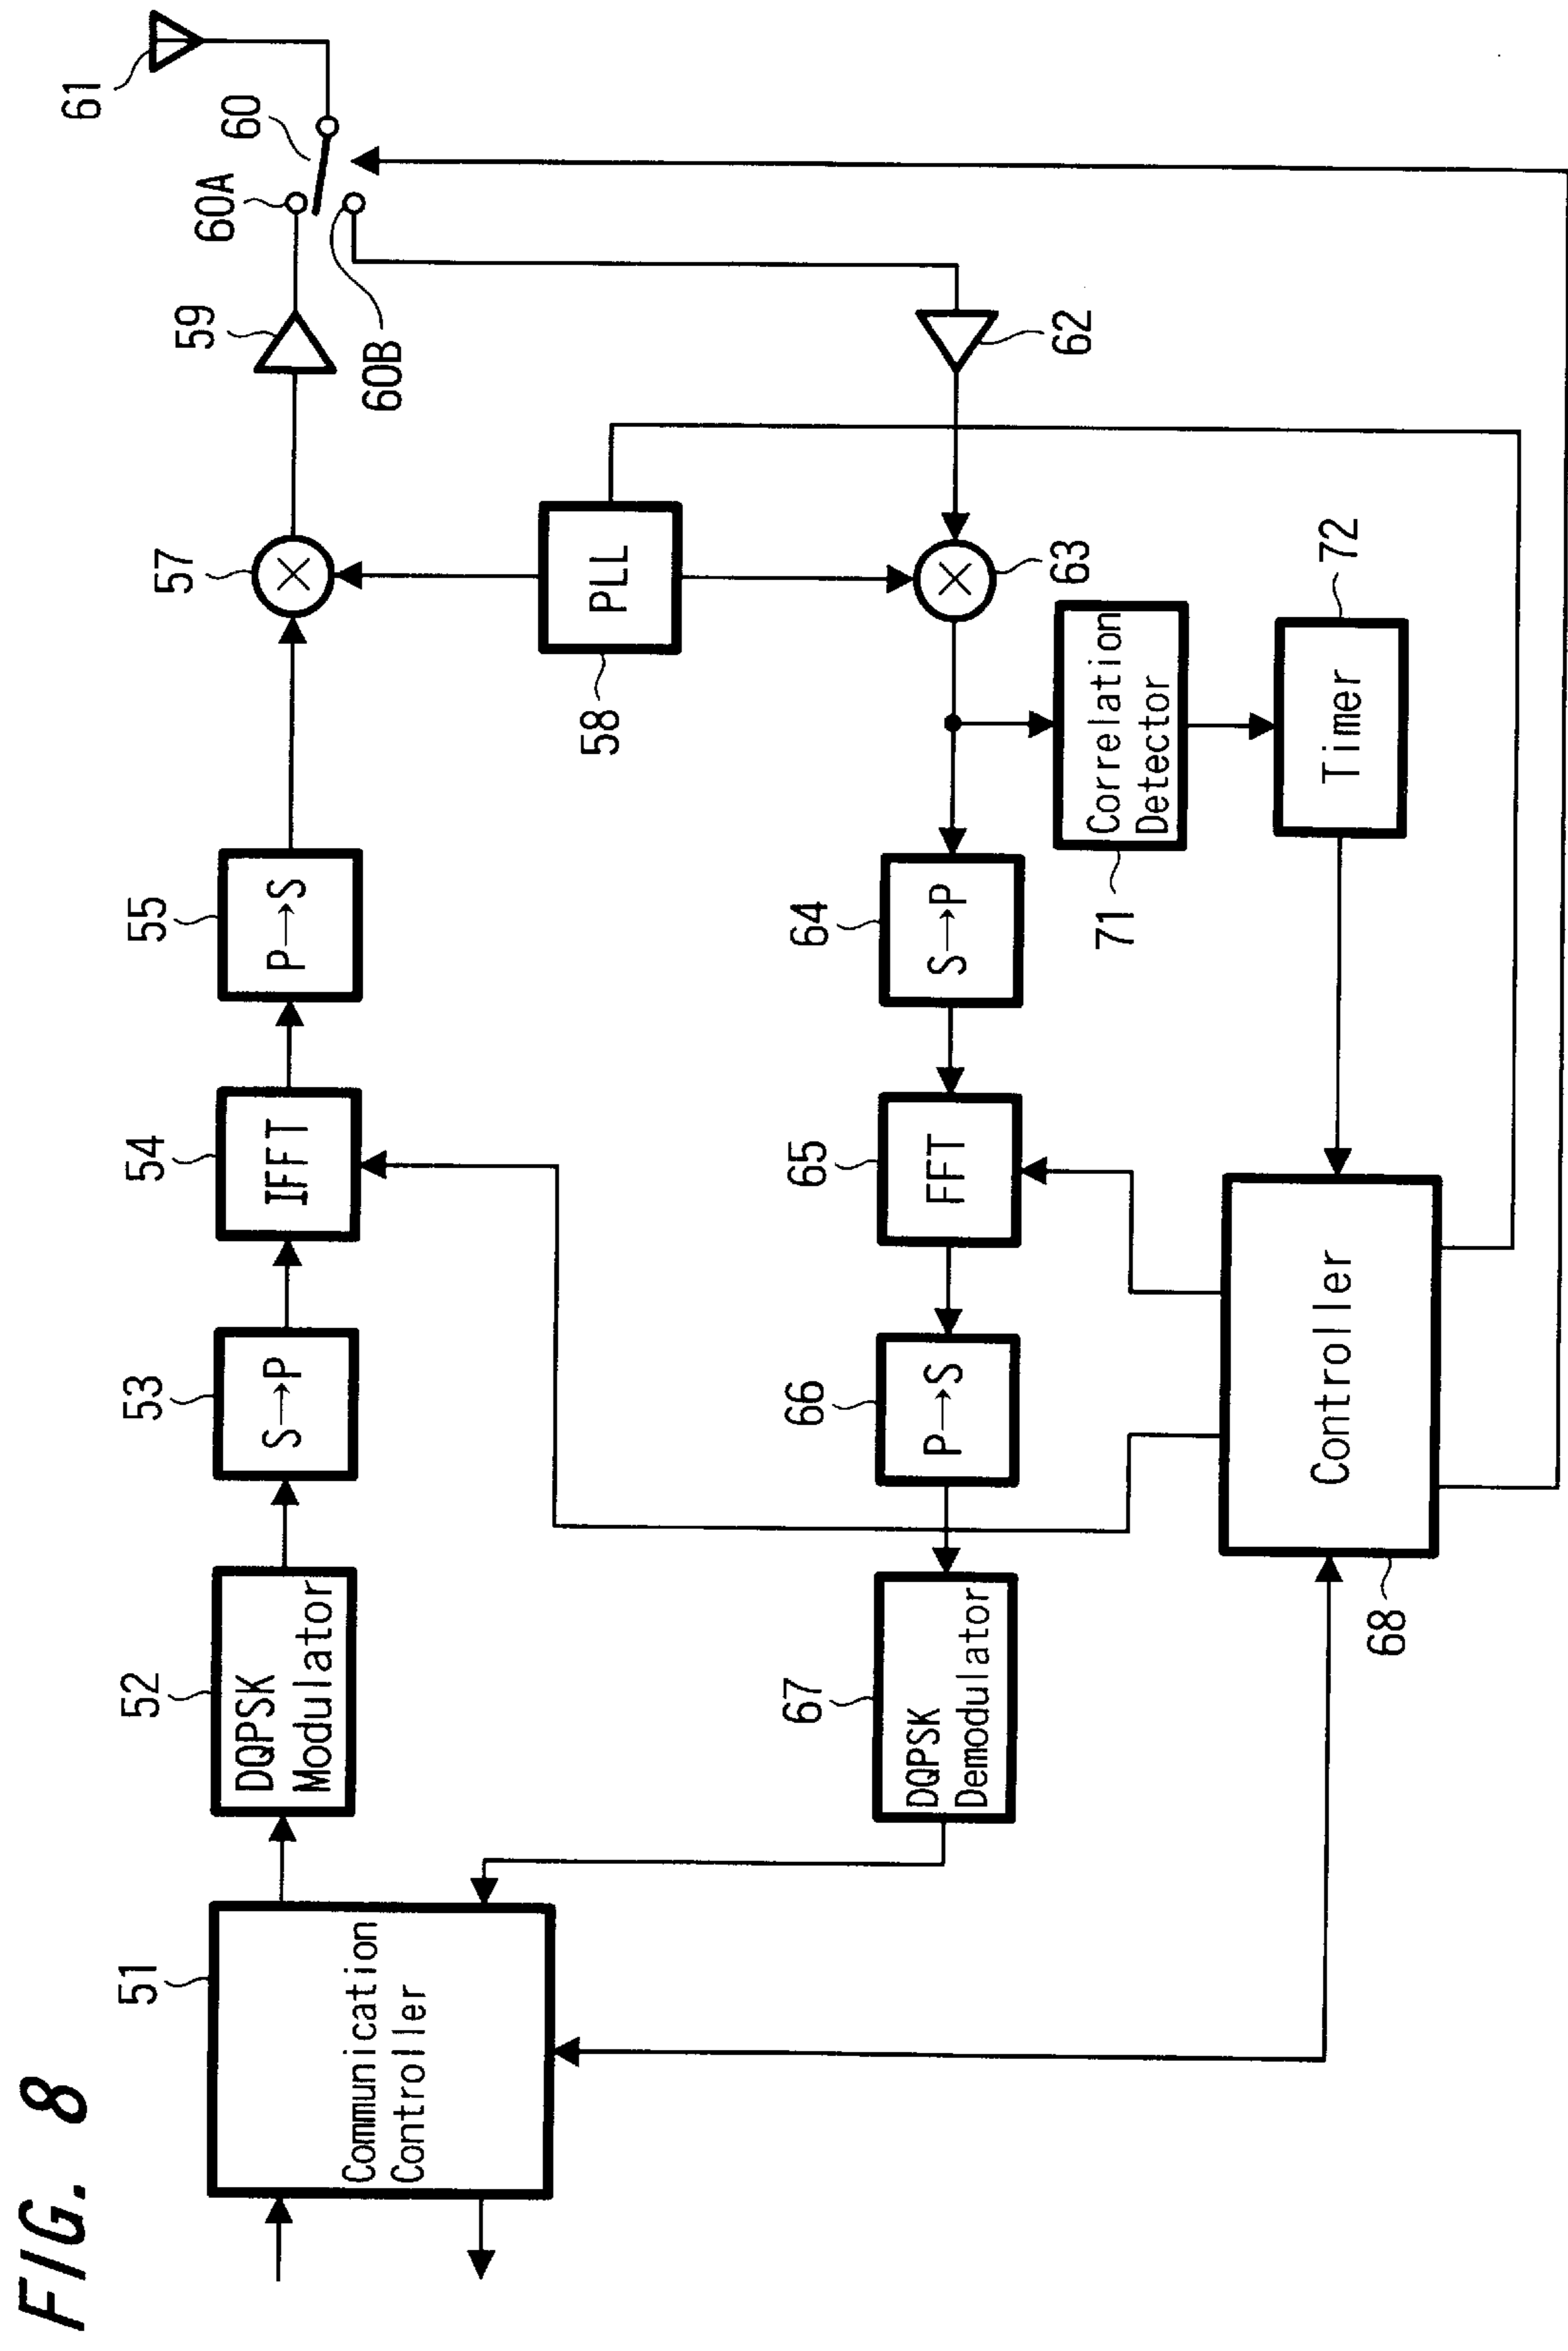 FIG. 8
51
Communication
Controller
52
DQPSK
Modulator
53
S→P
54
IFFT
55
P→S
57
59
60A
60
61
60B
58
PLL
62
63
64
S→P
65
FFT
66
P→S
67
DQPSK
Demodulator
71
Correlation
Detector
72
Timer
68
Controller